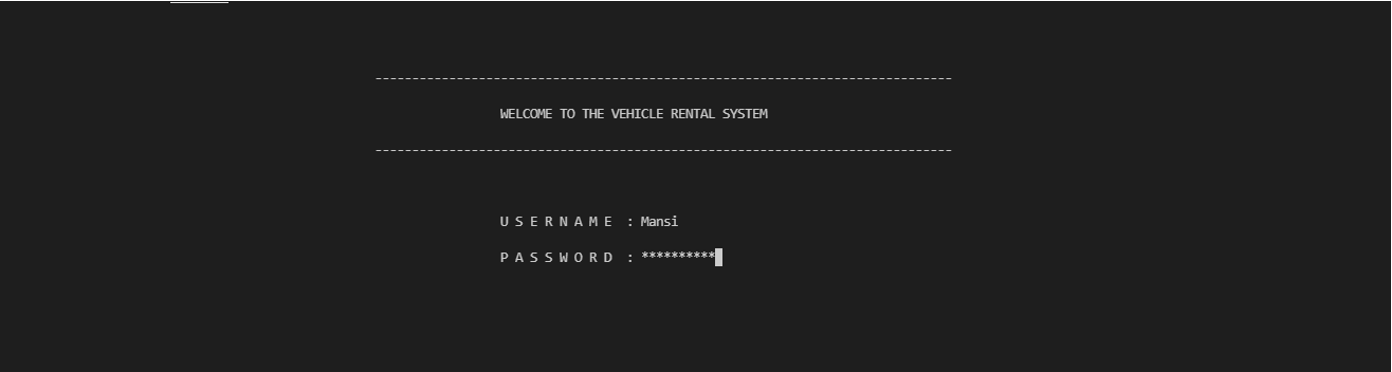 ------------------------------------------------------------------------------
WELCOME TO THE VEHICLE RENTAL SYSTEM
------------------------------------------------------------------------------
U S E R N A M E : Mansi
P A S S W O R D : **********